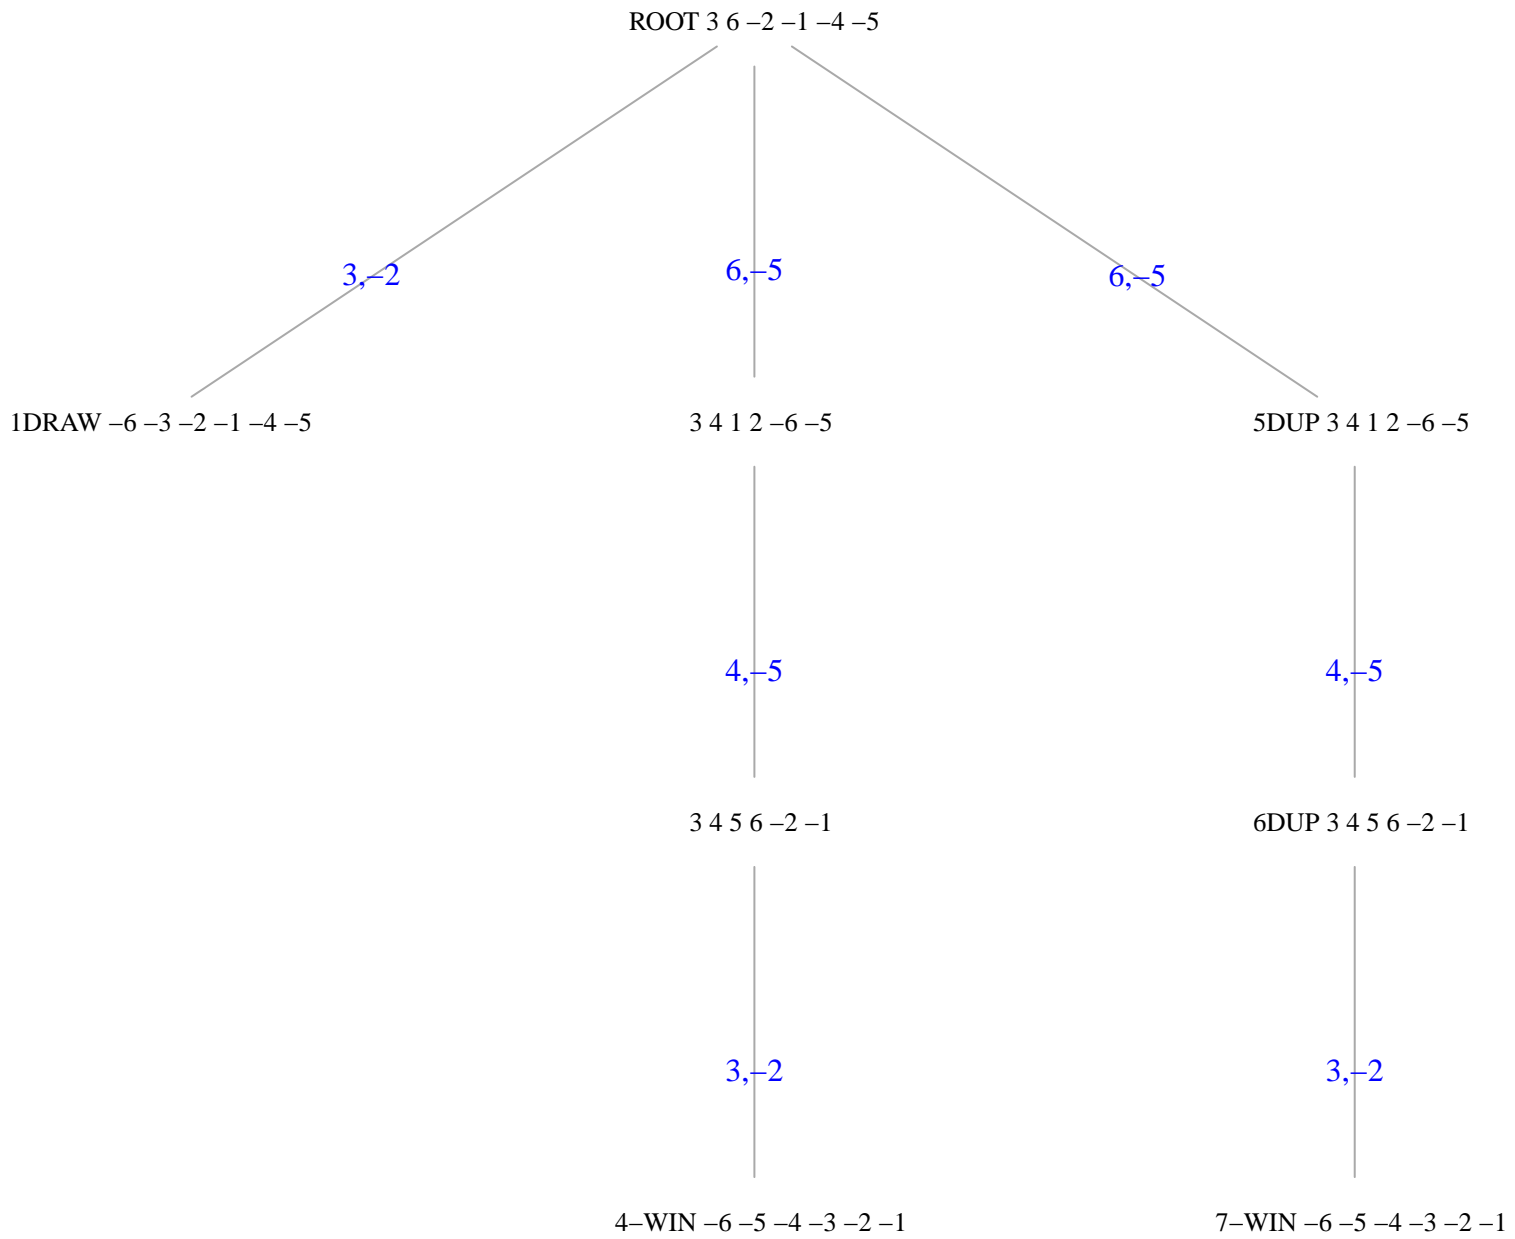 ROOT 3 6 –2 –1 –4 –5
3,–2
6,–5
6,–5
1DRAW –6 –3 –2 –1 –4 –5
3 4 1 2 –6 –5
5DUP 3 4 1 2 –6 –5
4,–5
4,–5
3 4 5 6 –2 –1
6DUP 3 4 5 6 –2 –1
3,–2
3,–2
4–WIN –6 –5 –4 –3 –2 –1
7–WIN –6 –5 –4 –3 –2 –1